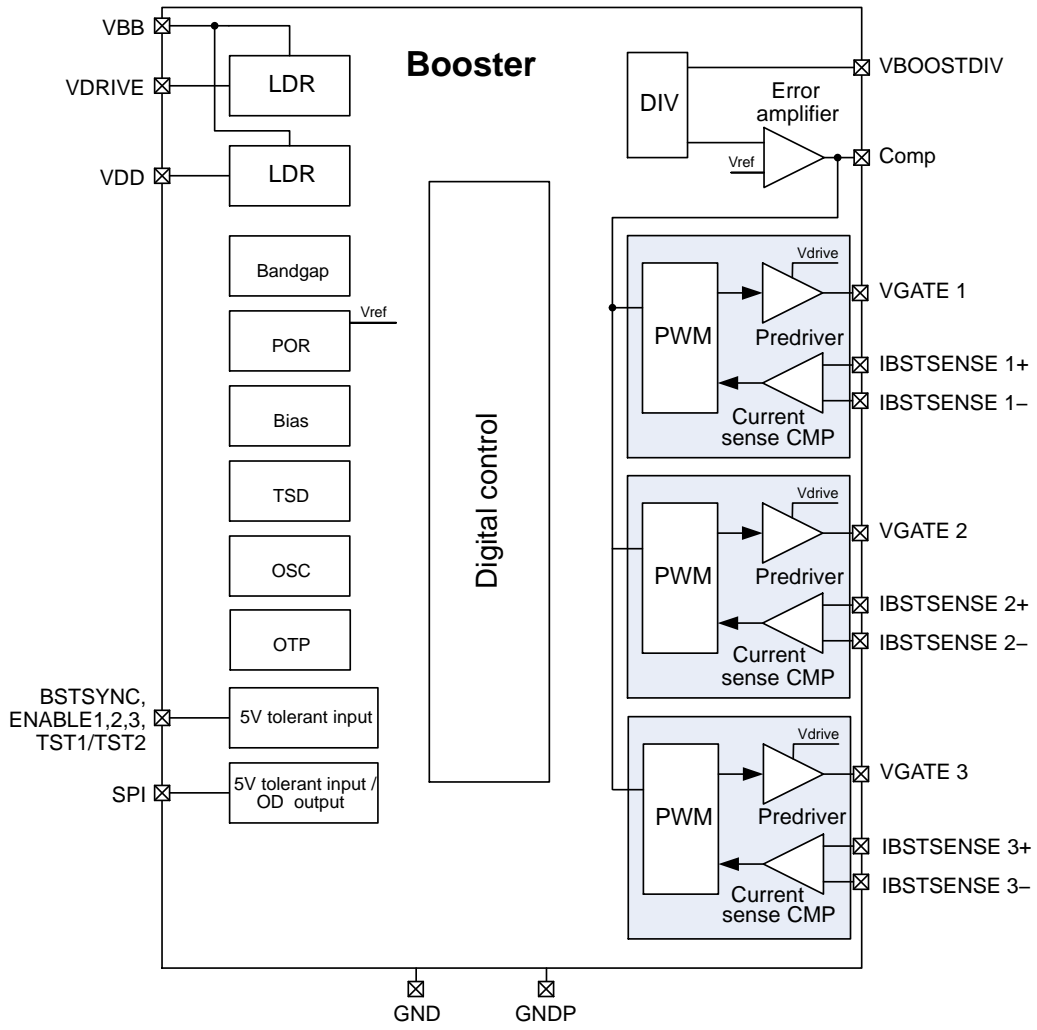 Booster
VBB
VDRIVE
LDR
VDD
LDR
Bandgap
Vref
POR
Bias
TSD
OSC
OTP
BSTSYNC,
ENABLE1,2,3,
TST1/TST2
5V tolerant input
SPI
5V tolerant input /
OD output
Digital control
DIV
VBOOSTDIV
Error
amplifier
Vref
Comp
Vdrive
VGATE 1
PWM
Predriver
IBSTSENSE 1+
IBSTSENSE 1−
Current
sense CMP
Vdrive
VGATE 2
PWM
Predriver
IBSTSENSE 2+
IBSTSENSE 2−
Current
sense CMP
Vdrive
VGATE 3
PWM
Predriver
IBSTSENSE 3+
IBSTSENSE 3−
Current
sense CMP
GND
GNDP